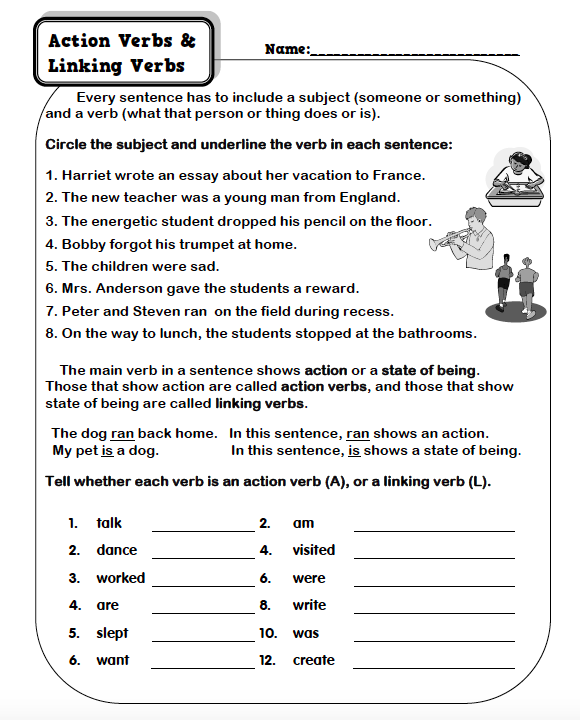 Action Verbs &
Linking Verbs
Name:___________________________
Every sentence has to include a subject (someone or something)
and a verb (what that person or thing does or is).
Circle the subject and underline the verb in each sentence:
1. Harriet wrote an essay about her vacation to France.
2. The new teacher was a young man from England.
3. The energetic student dropped his pencil on the floor.
4. Bobby forgot his trumpet at home.
5. The children were sad.
6. Mrs. Anderson gave the students a reward.
7. Peter and Steven ran on the field during recess.
8. On the way to lunch, the students stopped at the bathrooms.
The main verb in a sentence shows action or a state of being.
Those that show action are called action verbs, and those that show
state of being are called linking verbs.
The dog ran back home. In this sentence, ran shows an action.
My pet is a dog. In this sentence, is shows a state of being.
Tell whether each verb is an action verb (A), or a linking verb (L).
1. talk ____________ 2. am ____________
2. dance ____________ 4. visited ____________
3. worked ____________ 6. were ____________
4. are ____________ 8. write ____________
5. slept ____________ 10. was ____________
6. want ____________ 12. create ____________